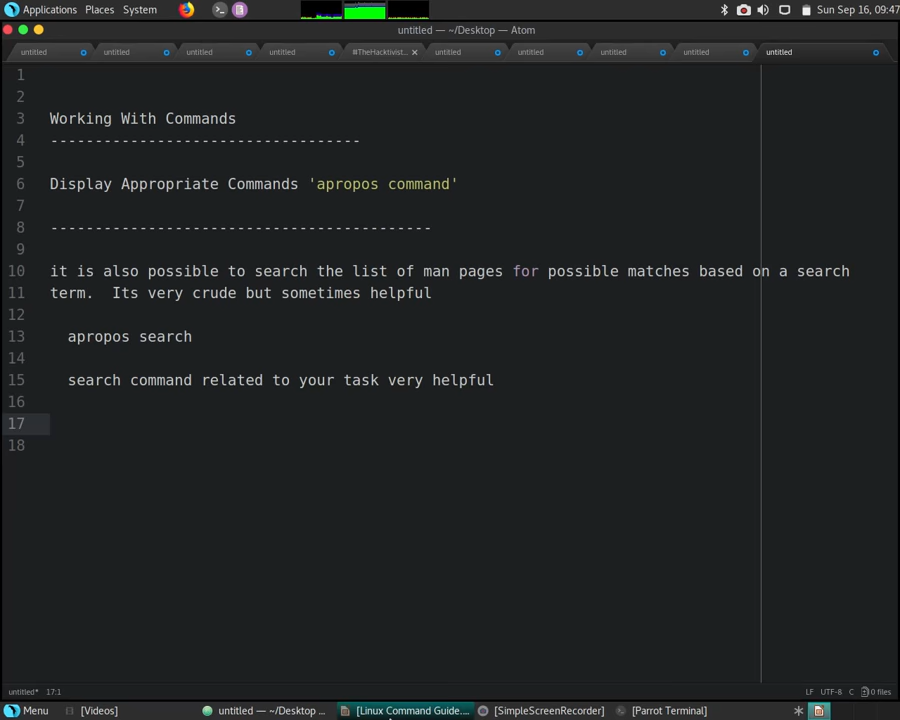 Applications Places System Sun Sep 16, 09:47
untitled — ~/Desktop — Atom
untitled untitled untitled untitled #TheHacktivist... untitled untitled untitled untitled untitled
1
2
3 Working With Commands
4 -----------------------------------
5
6 Display Appropriate Commands 'apropos command'
7
8 -------------------------------------------
9
10 it is also possible to search the list of man pages for possible matches based on a search
11 term.  Its very crude but sometimes helpful
12
13 apropos search
14
15 search command related to your task very helpful
16
17
18
untitled* 17:1 LF UTF-8 C 0 files
Menu [Videos] untitled — ~/Desktop ... [Linux Command Guide.... [SimpleScreenRecorder] [Parrot Terminal]